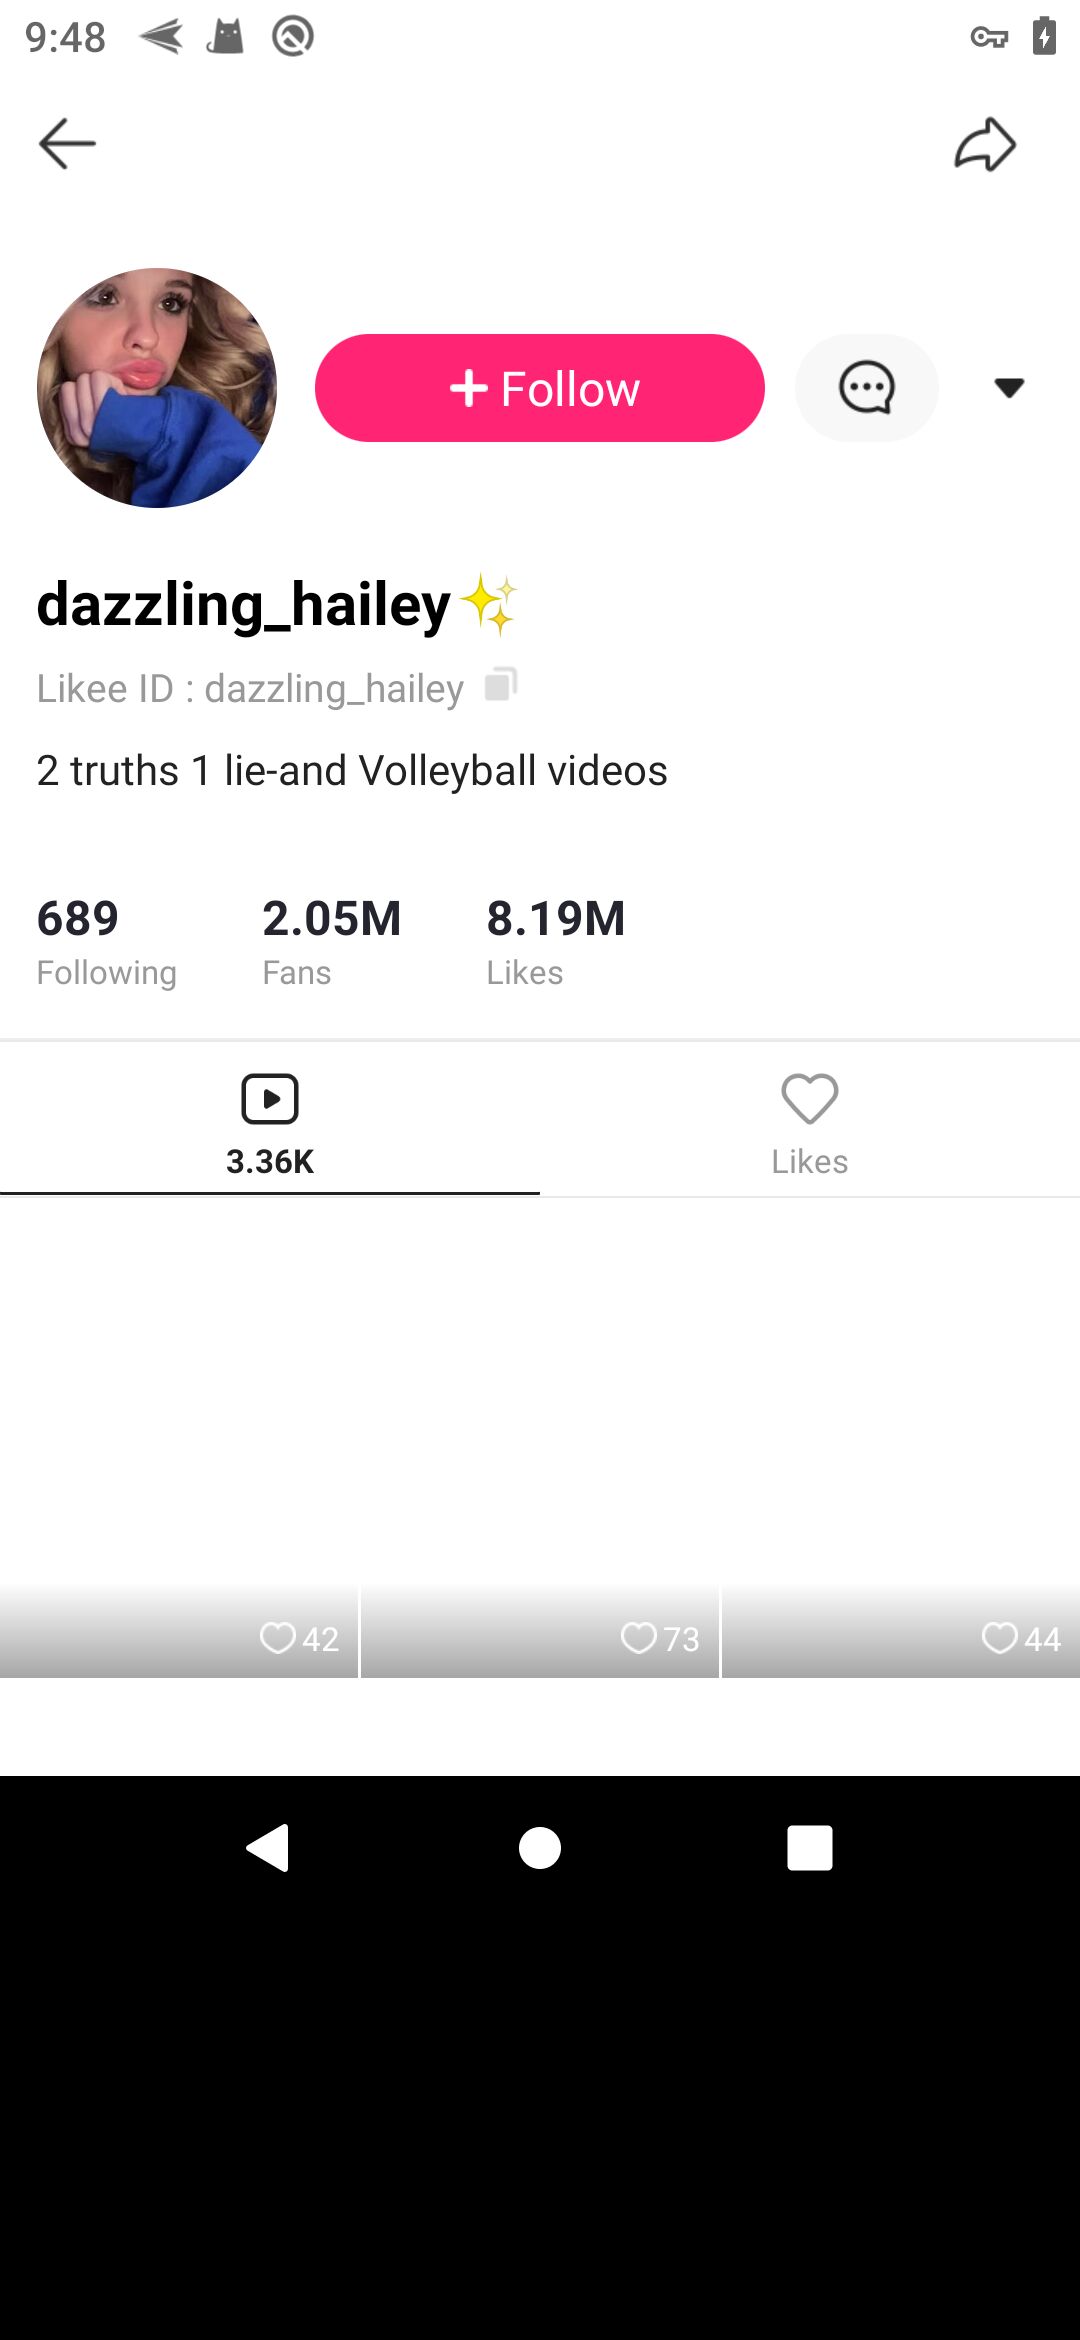 9:48
Follow
dazzling_hailey✨
Likee ID : dazzling_hailey
2 truths 1 lie-and Volleyball videos
689 2.05M 8.19M
Following Fans Likes
3.36K Likes
42 73 44